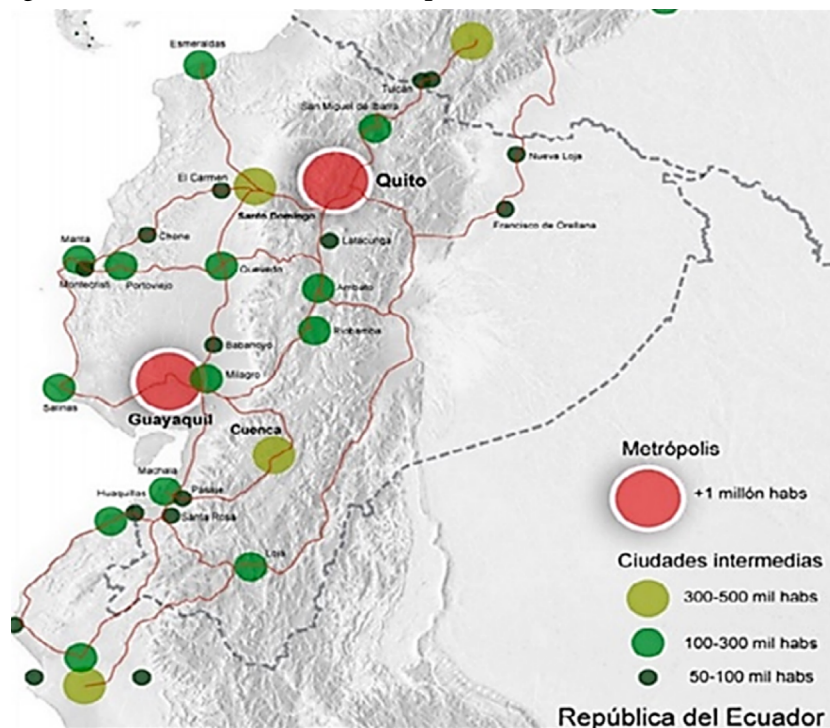 Esmeraldas
Tulcán
San Miguel de Ibarra
Nueva Loja
El Carmen
Quito
Santo Domingo
Francisco de Orellana
Chone
Manta
Latacunga
Montecristi
Portoviejo
Quevedo
Ambato
Riobamba
Babahoyo
Milagro
Salinas
Guayaquil
Cuenca
Metrópolis
Machala
Pasaje
+1 millón habs
Huaquillas
Santa Rosa
Loja
Ciudades intermedias
300-500 mil habs
100-300 mil habs
50-100 mil habs
República del Ecuador